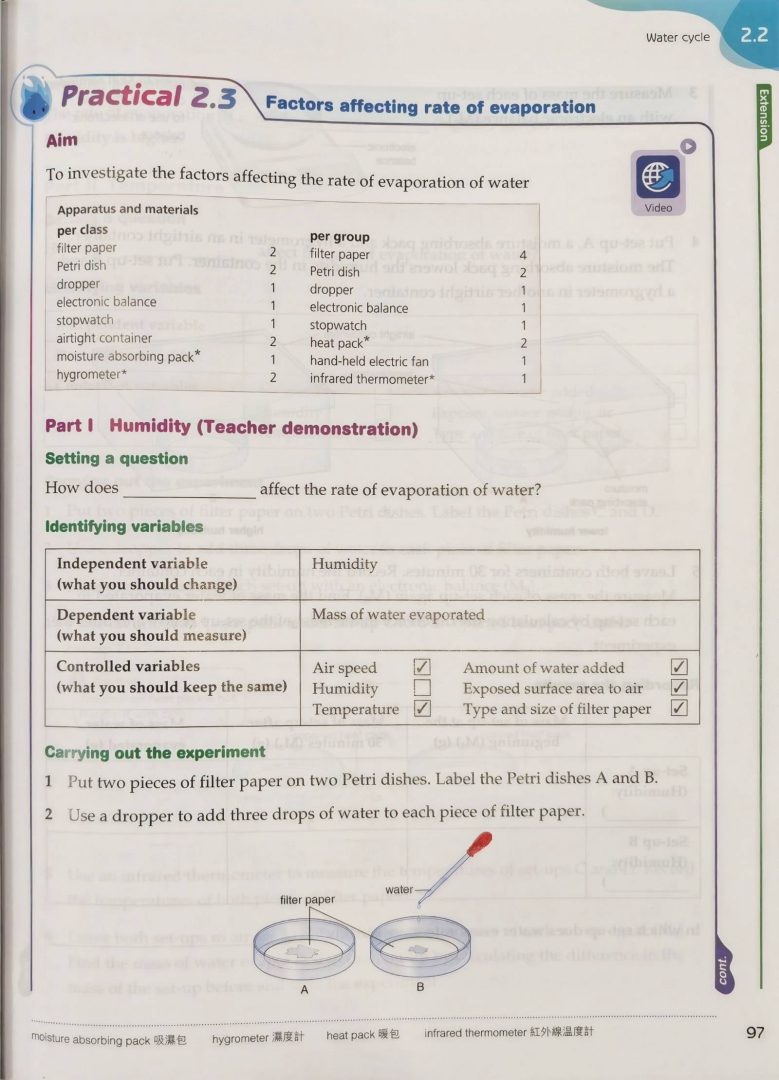 Water cycle 2.2
Extension
Practical 2.3 Factors affecting rate of evaporation
Aim
To investigate the factors affecting the rate of evaporation of water
Video
Apparatus and materials
per class
filter paper 2
Petri dish 2
dropper 1
electronic balance 1
stopwatch 1
airtight container 2
moisture absorbing pack* 1
hygrometer* 2
per group
filter paper 4
Petri dish 2
dropper 1
electronic balance 1
stopwatch 1
heat pack* 2
hand-held electric fan 1
infrared thermometer* 1
Part I Humidity (Teacher demonstration)
Setting a question
How does ____________ affect the rate of evaporation of water?
Identifying variables
Independent variable
(what you should change)
Humidity
Dependent variable
(what you should measure)
Mass of water evaporated
Controlled variables
(what you should keep the same)
Air speed ✓ Amount of water added ✓
Humidity Exposed surface area to air ✓
Temperature ✓ Type and size of filter paper ✓
Carrying out the experiment
1 Put two pieces of filter paper on two Petri dishes. Label the Petri dishes A and B.
2 Use a dropper to add three drops of water to each piece of filter paper.
water
filter paper
A B
cont.
moisture absorbing pack 吸濕包 hygrometer 濕度計 heat pack 暖包 infrared thermometer 紅外線溫度計
97